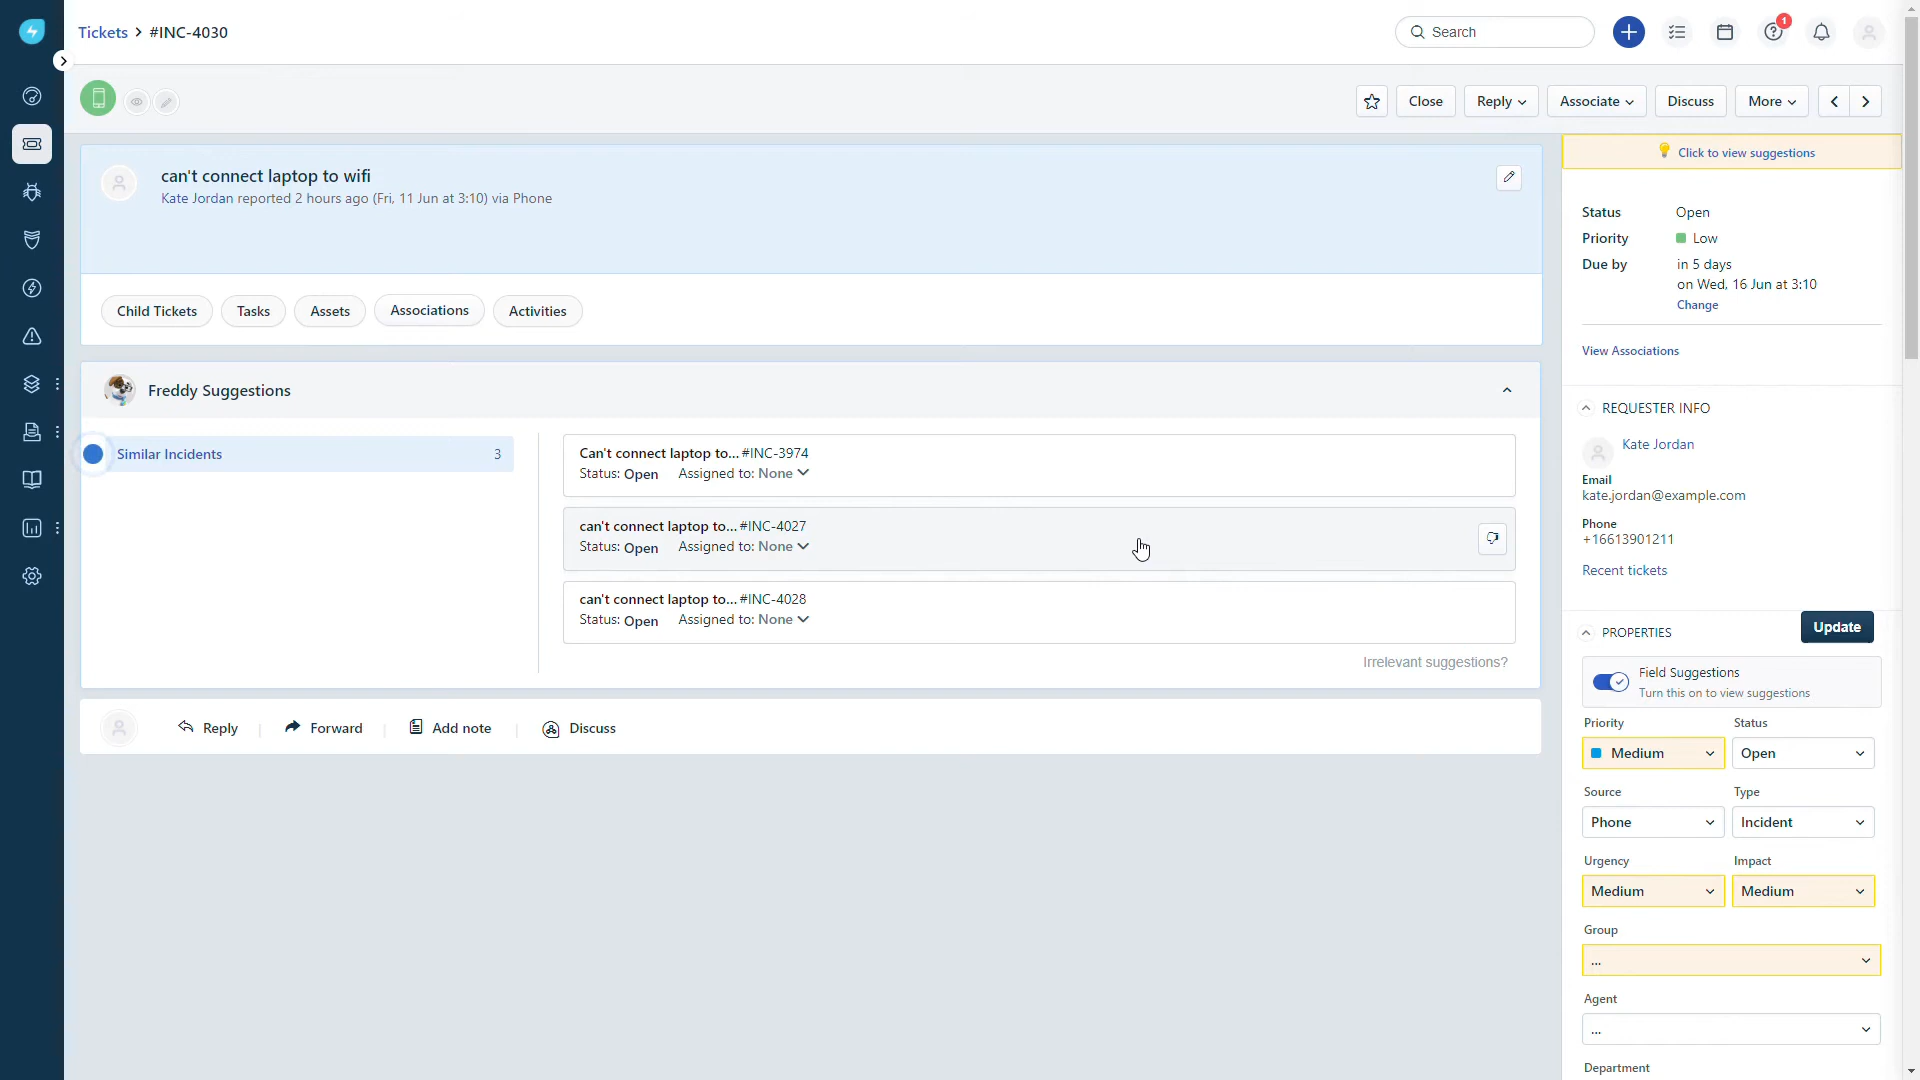 Tickets > #INC-4030
Search
1
Close
Reply
Associate
Discuss
More
can't connect laptop to wifi
Kate Jordan reported 2 hours ago (Fri, 11 Jun at 3:10) via Phone
Child Tickets
Tasks
Assets
Associations
Activities
Freddy Suggestions
Similar Incidents 3
Can't connect laptop to... #INC-3974
Status: Open Assigned to: None
can't connect laptop to... #INC-4027
Status: Open Assigned to: None
can't connect laptop to... #INC-4028
Status: Open Assigned to: None
Irrelevant suggestions?
Reply
Forward
Add note
Discuss
Click to view suggestions
Status Open
Priority Low
Due by in 5 days
on Wed, 16 Jun at 3:10
Change
View Associations
REQUESTER INFO
Kate Jordan
Email
kate.jordan@example.com
Phone
+16613901211
Recent tickets
PROPERTIES
Update
Field Suggestions
Turn this on to view suggestions
Priority Status
Medium Open
Source Type
Phone Incident
Urgency Impact
Medium Medium
Group
...
Agent
...
Department